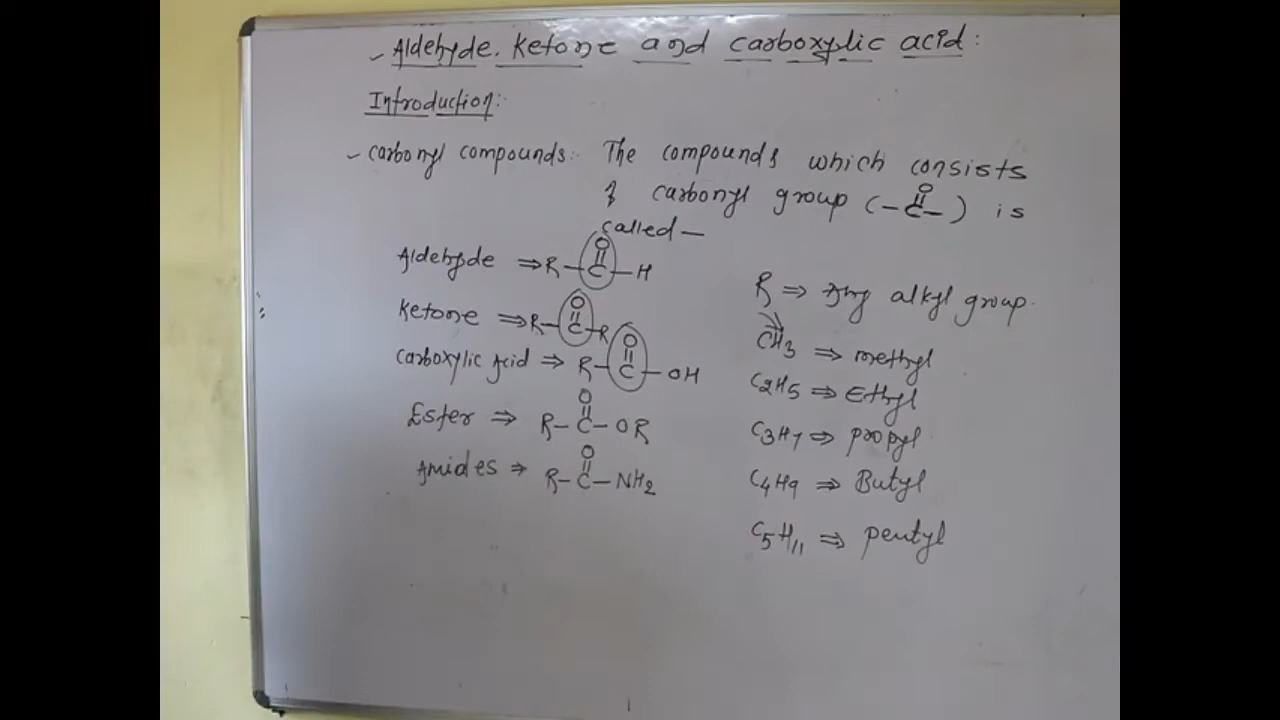 Aldehyde. Ketone and carboxylic acid:
Introduction:-
carbonyl compounds:- The compounds which consists
of carbonyl group (-C-) is
O
||
called —
Aldehyde ⇒ R-C-H
O
||
Ketone ⇒ R-C-R
O
||
Carboxylic Acid ⇒ R-C-OH
O
||
Ester ⇒ R-C-OR
O
||
Amides ⇒ R-C-NH2
O
||
R ⇒ Any alkyl group.
CH3 ⇒ methyl
C2H5 ⇒ Ethyl
C3H7 ⇒ propyl
C4H9 ⇒ Butyl
C5H11 ⇒ pentyl